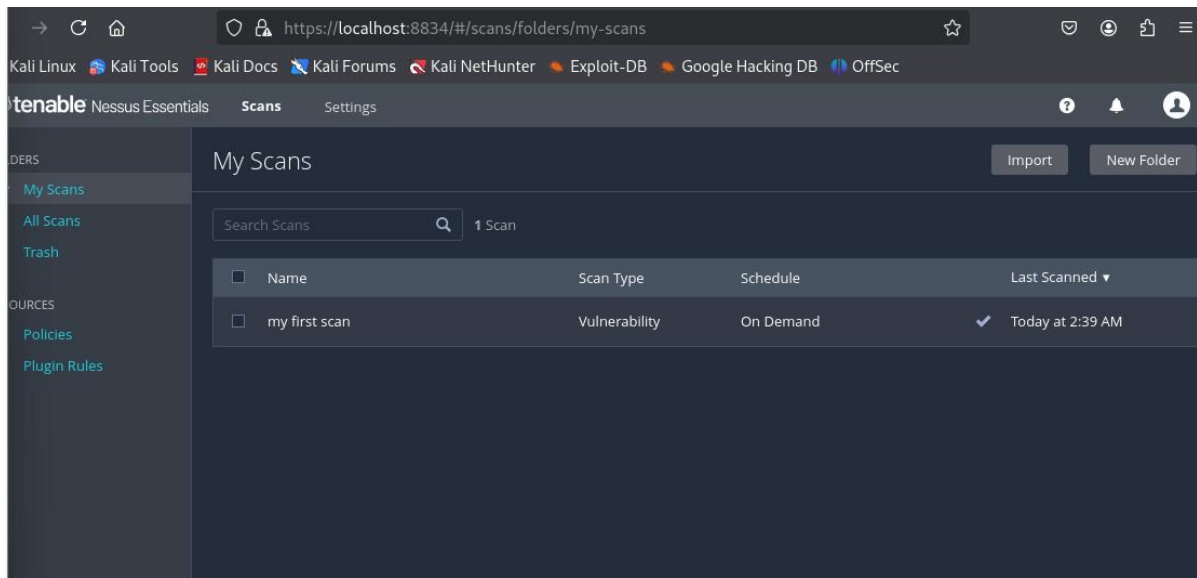 https://localhost:8834/#/scans/folders/my-scans
Kali Linux Kali Tools Kali Docs Kali Forums Kali NetHunter Exploit-DB Google Hacking DB OffSec
tenable Nessus Essentials Scans Settings
DERS
My Scans
All Scans
Trash
OURCES
Policies
Plugin Rules
My Scans Import New Folder
Search Scans 1 Scan
Name Scan Type Schedule Last Scanned
my first scan Vulnerability On Demand Today at 2:39 AM